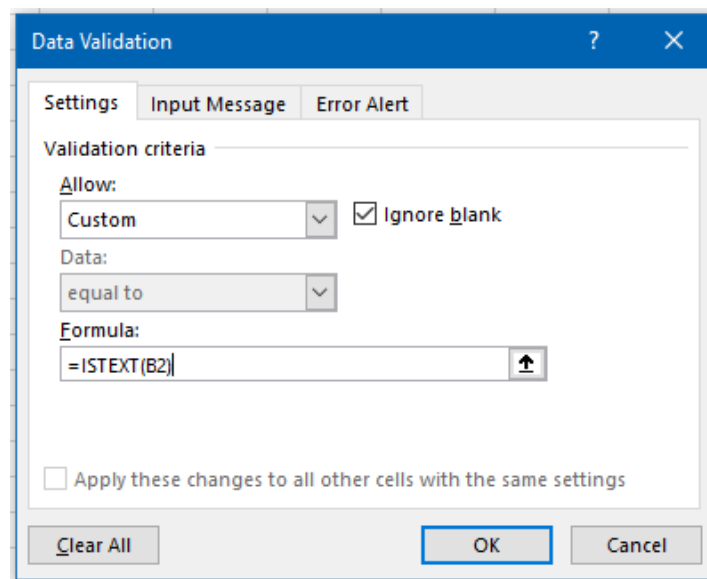 Data Validation ? ×
Settings Input Message Error Alert
Validation criteria
Allow:
Custom Ignore blank
Data:
equal to
Formula:
=ISTEXT(B2)
Apply these changes to all other cells with the same settings
Clear All OK Cancel